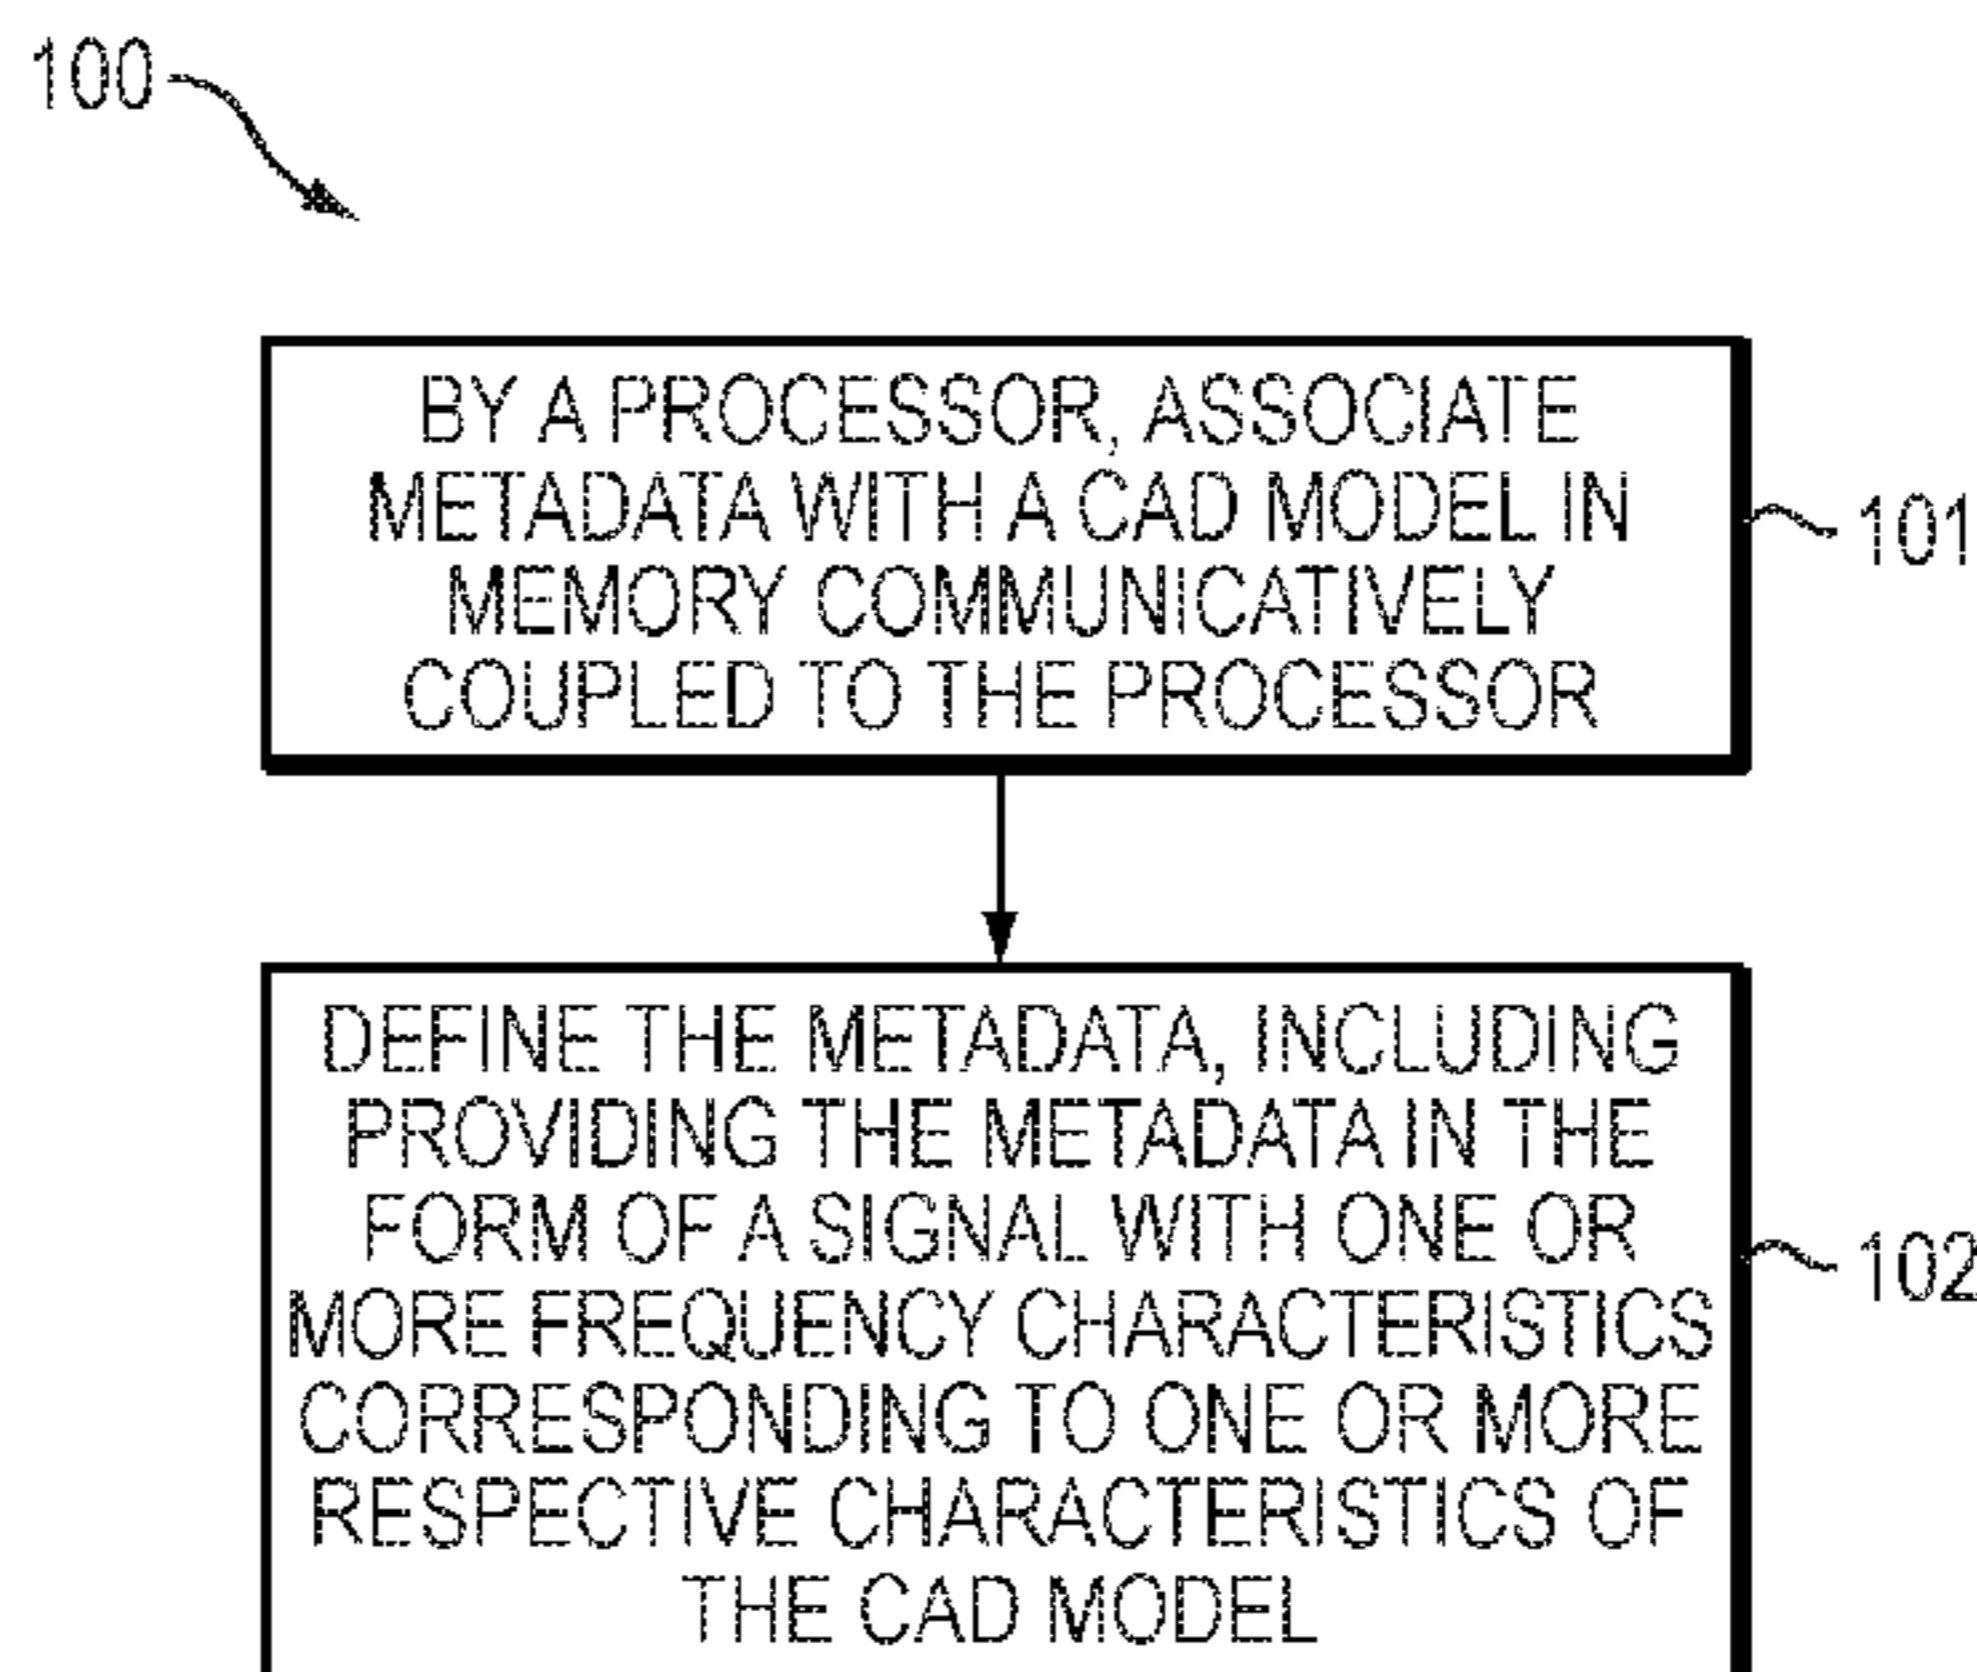 100
BY A PROCESSOR, ASSOCIATE
METADATA WITH A CAD MODEL IN
MEMORY COMMUNICATIVELY
COUPLED TO THE PROCESSOR
101
DEFINE THE METADATA, INCLUDING
PROVIDING THE METADATA IN THE
FORM OF A SIGNAL WITH ONE OR
MORE FREQUENCY CHARACTERISTICS
CORRESPONDING TO ONE OR MORE
RESPECTIVE CHARACTERISTICS OF
THE CAD MODEL
102